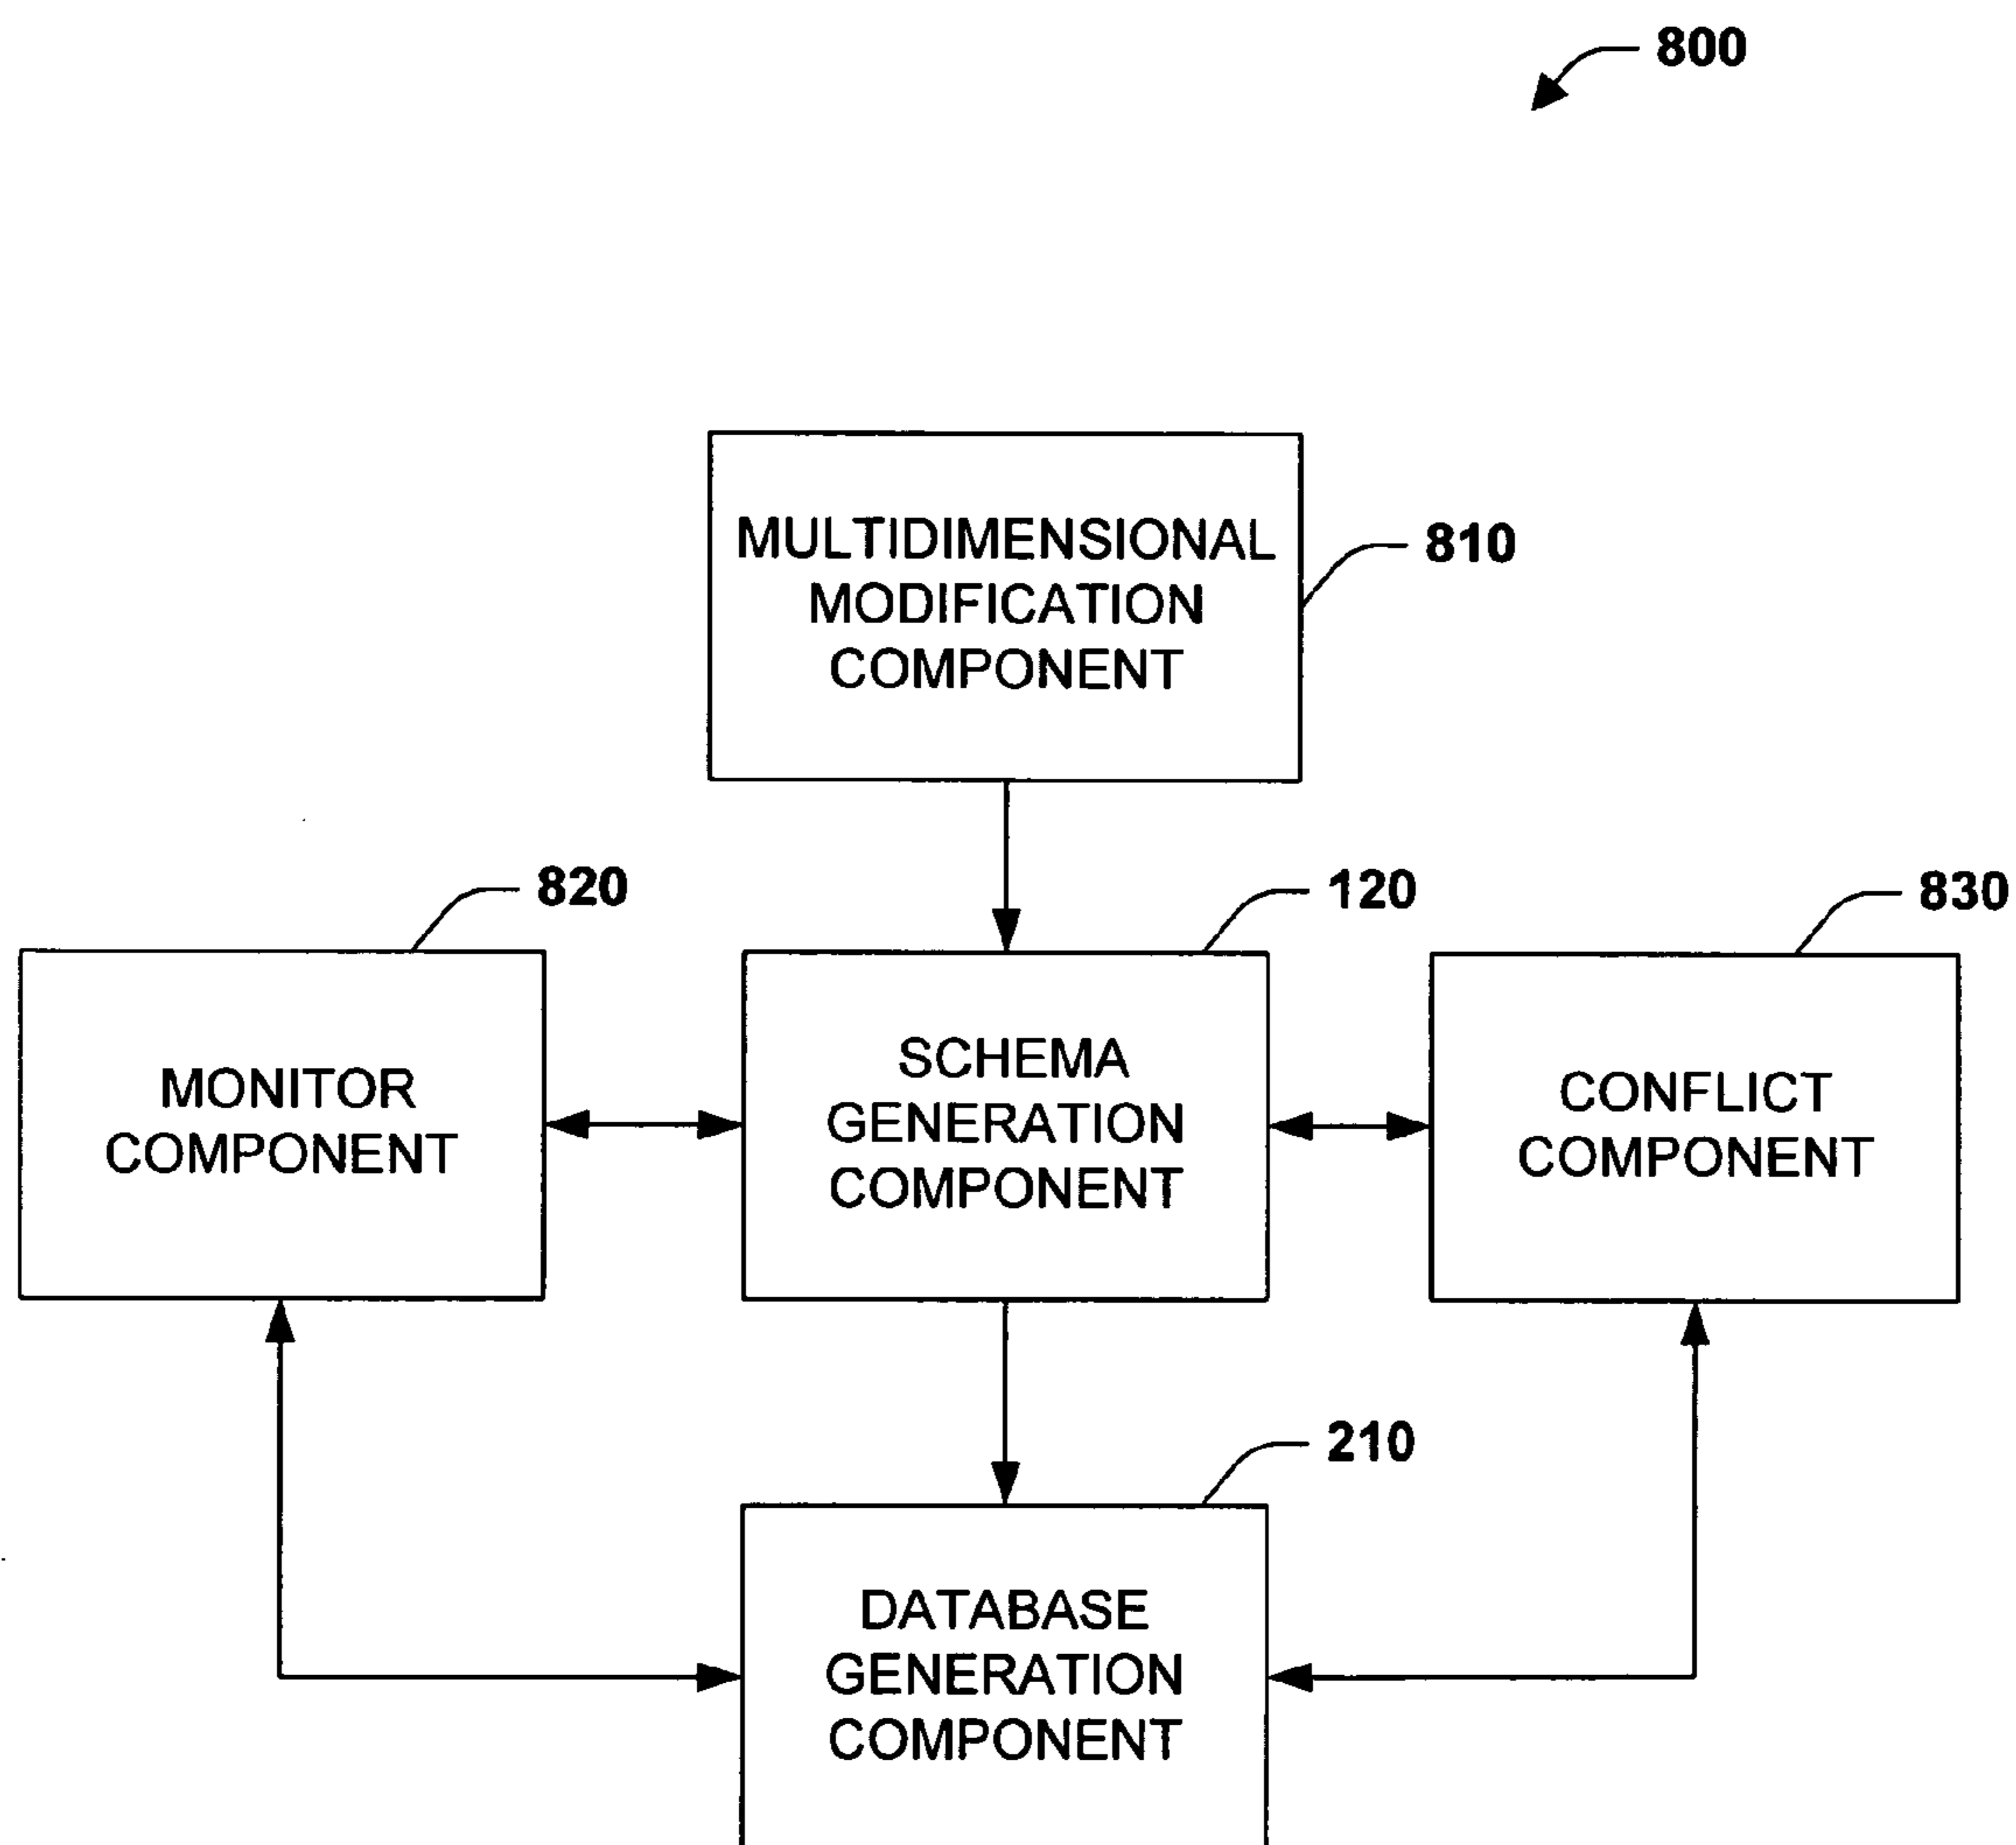 800
MULTIDIMENSIONAL
MODIFICATION
COMPONENT
810
820
120
830
MONITOR
COMPONENT
SCHEMA
GENERATION
COMPONENT
CONFLICT
COMPONENT
210
DATABASE
GENERATION
COMPONENT